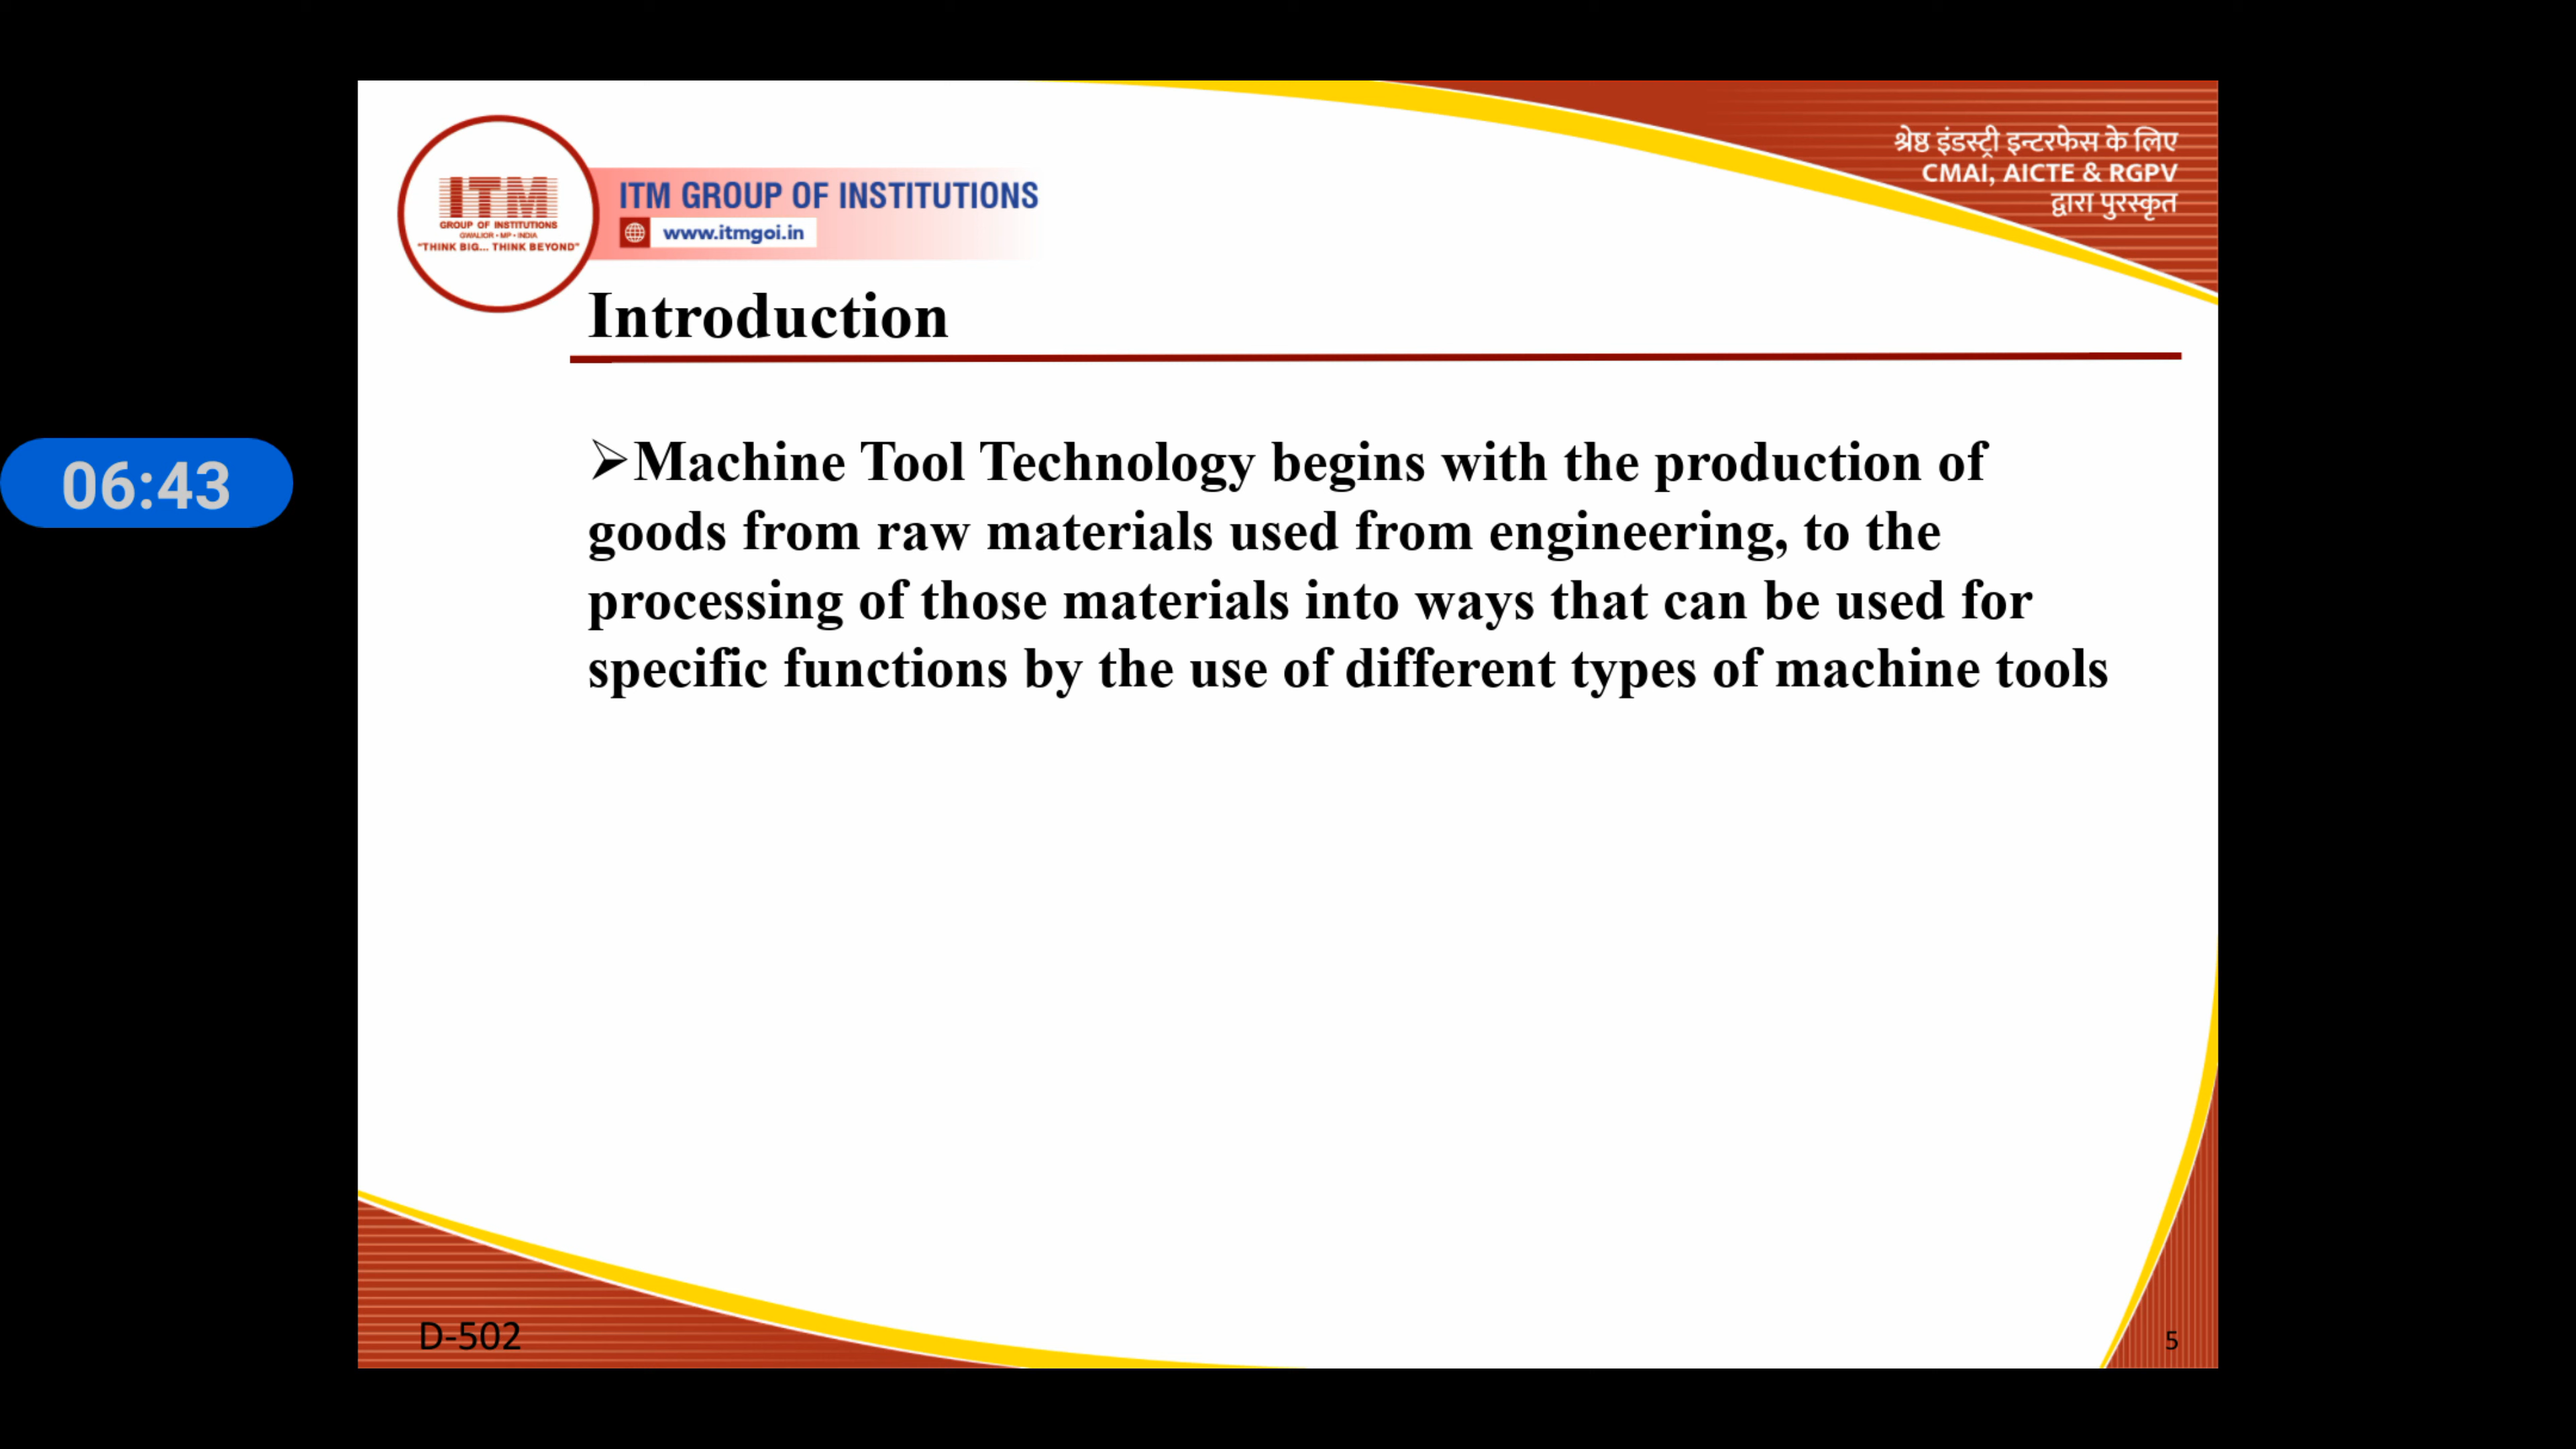 श्रेष्ठ इंडस्ट्री इन्टरफेस के लिए
CMAI, AICTE & RGPV
द्वारा पुरस्कृत
ITM
GROUP OF INSTITUTIONS
GWALIOR • MP • INDIA
"THINK BIG... THINK BEYOND"
ITM GROUP OF INSTITUTIONS
www.itmgoi.in
Introduction
06:43
➢Machine Tool Technology begins with the production of
goods from raw materials used from engineering, to the
processing of those materials into ways that can be used for
specific functions by the use of different types of machine tools
D-502
5